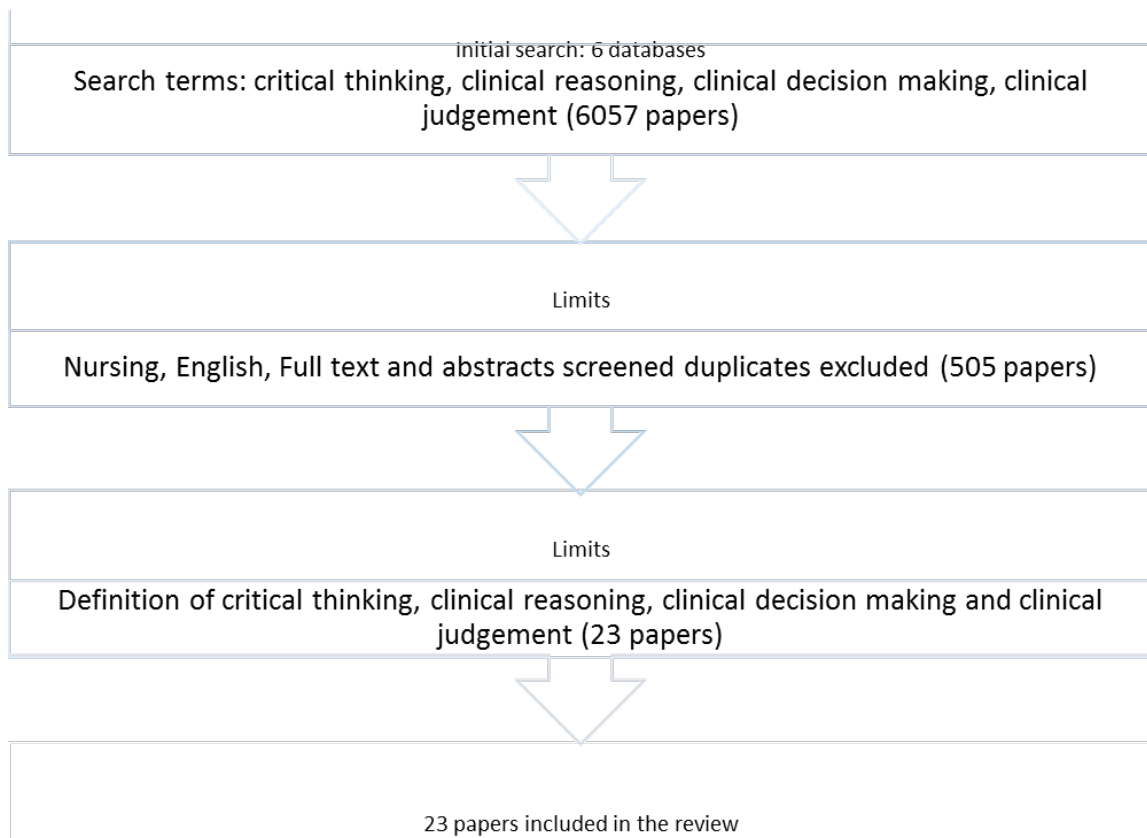 Initial search: 6 databases
Search terms: critical thinking, clinical reasoning, clinical decision making, clinical
judgement (6057 papers)
Limits
Nursing, English, Full text and abstracts screened duplicates excluded (505 papers)
Limits
Definition of critical thinking, clinical reasoning, clinical decision making and clinical
judgement (23 papers)
23 papers included in the review